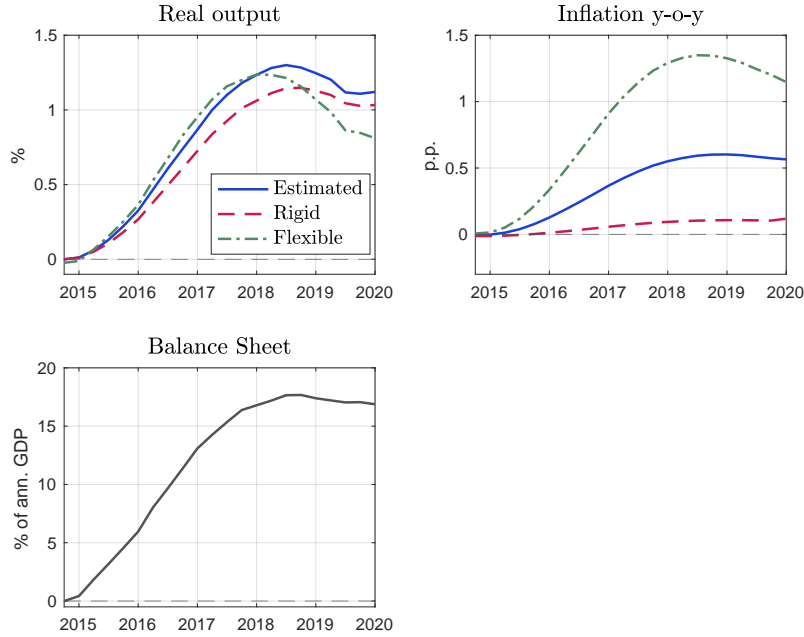 Real output
1.5
1
0.5
0
%
Estimated
Rigid
Flexible
2015 2016 2017 2018 2019 2020
Inflation y-o-y
1.5
1
0.5
0
p.p.
2015 2016 2017 2018 2019 2020
Balance Sheet
20
15
10
5
0
% of ann. GDP
2015 2016 2017 2018 2019 2020